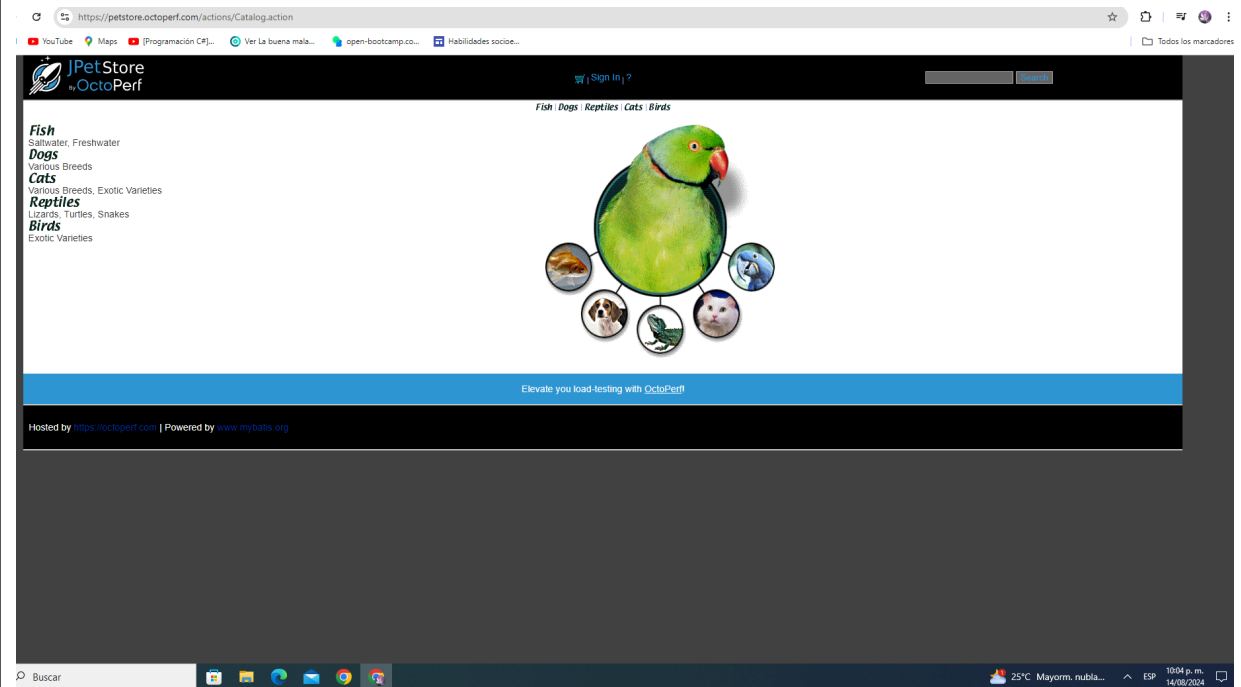 https://petstore.octoperf.com/actions/Catalog.action
YouTube Maps [Programación C#]... Ver La buena mala... open-bootcamp.co... Habilidades socioe... Todos los marcadores
JPetStore
By OctoPerf
| Sign In | ?
Search
Fish | Dogs | Reptiles | Cats | Birds
Fish
Saltwater, Freshwater
Dogs
Various Breeds
Cats
Various Breeds, Exotic Varieties
Reptiles
Lizards, Turtles, Snakes
Birds
Exotic Varieties
Elevate you load-testing with OctoPerf!
Hosted by https://octoperf.com | Powered by www.mybatis.org
Buscar
25°C Mayorm. nubla... ESP
10:04 p. m.
14/08/2024